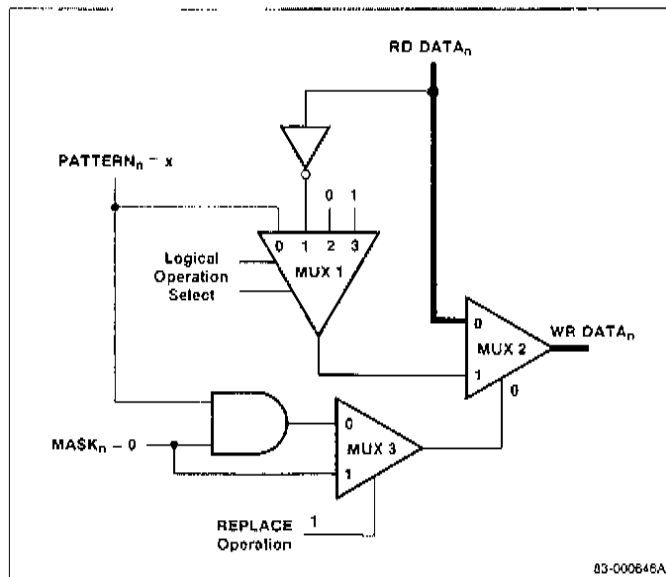 RD DATAn
PATTERNn = x
0 1
0 1 2 3
MUX 1
Logical
Operation
Select
0
MUX 2
1
WR DATAn
0
MASKn = 0
0
MUX 3
1
REPLACE 1
Operation
83-000646A